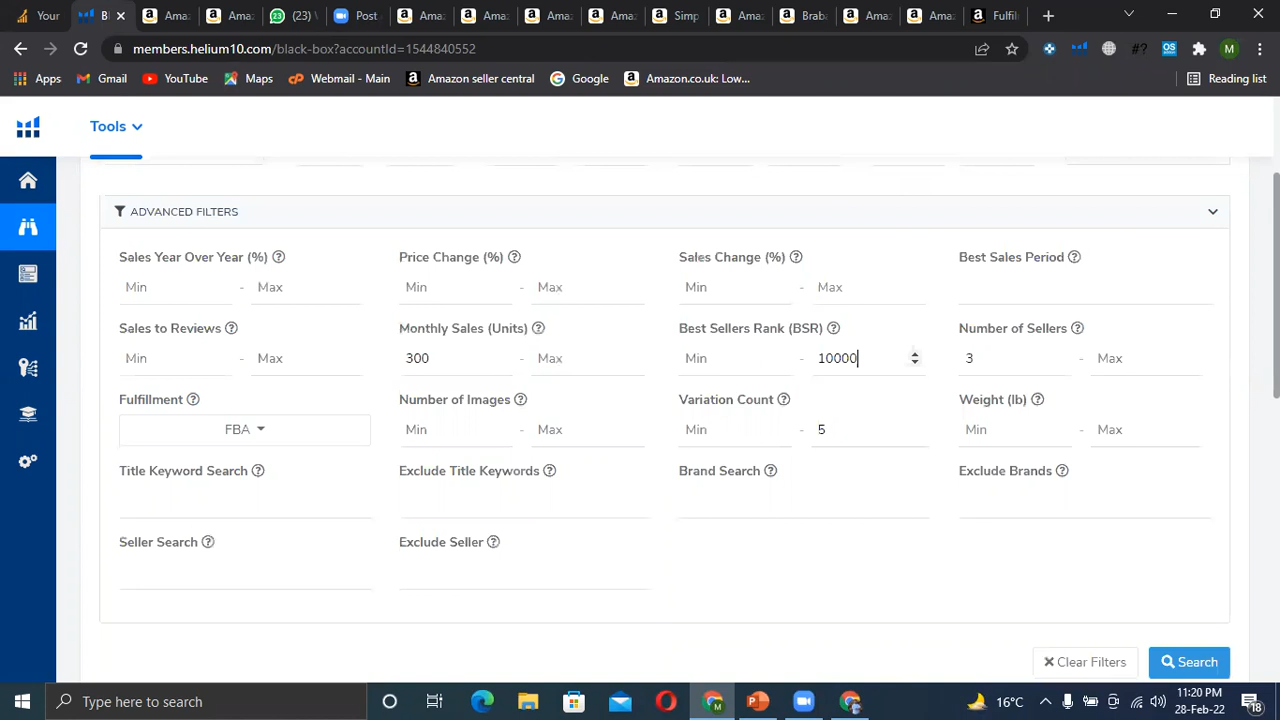 Your
B
Ama
Ama
(23)
Post
Amaz
Ama
Ama
Ama
Simp
Ama
Brab
Ama
Ama
Fulfill
members.helium10.com/black-box?accountId=1544840552
#?
OS
M
Apps
Gmail
YouTube
Maps
cP
Webmail - Main
Amazon seller central
Google
Amazon.co.uk: Low...
Reading list
Tools
ADVANCED FILTERS
Sales Year Over Year (%) Price Change (%) Sales Change (%) Best Sales Period
Min - Max Min - Max Min - Max
Sales to Reviews Monthly Sales (Units) Best Sellers Rank (BSR) Number of Sellers
Min - Max 300 - Max Min - 10000 3 - Max
Fulfillment Number of Images Variation Count Weight (lb)
FBA Min - Max Min - 5 Min - Max
Title Keyword Search Exclude Title Keywords Brand Search Exclude Brands
Seller Search Exclude Seller
Clear Filters Search
Type here to search
16°C
11:20 PM
28-Feb-22
18